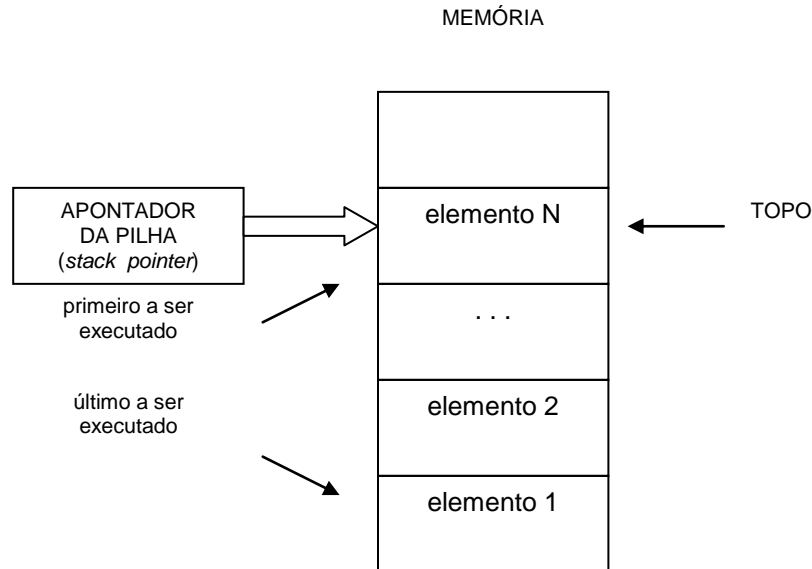 MEMÓRIA
APONTADOR
DA PILHA
(stack pointer)
elemento N
TOPO
primeiro a ser
executado
. . .
último a ser
executado
elemento 2
elemento 1